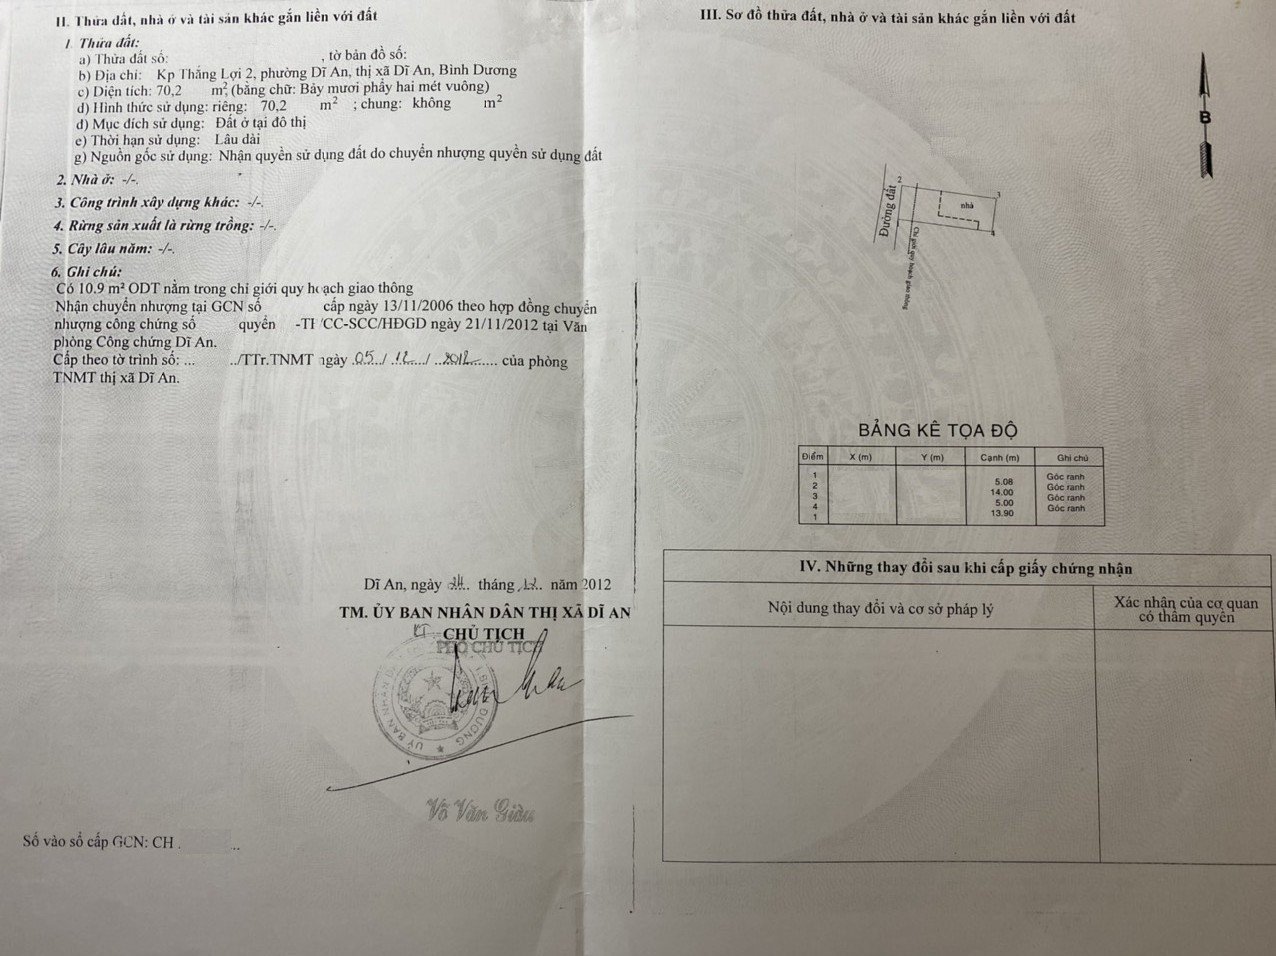 II. Thửa đất, nhà ở và tài sản khác gắn liền với đất
1. Thửa đất:
a) Thửa đất số: , tờ bản đồ số:
b) Địa chỉ: Kp Thắng Lợi 2, phường Dĩ An, thị xã Dĩ An, Bình Dương
c) Diện tích: 70,2 m², (bằng chữ: Bảy mươi phẩy hai mét vuông)
d) Hình thức sử dụng: riêng: 70,2 m² ; chung: không m²
đ) Mục đích sử dụng: Đất ở tại đô thị
e) Thời hạn sử dụng: Lâu dài
g) Nguồn gốc sử dụng: Nhận quyền sử dụng đất do chuyển nhượng quyền sử dụng đất
2. Nhà ở: -/-.
3. Công trình xây dựng khác: -/-.
4. Rừng sản xuất là rừng trồng: -/-.
5. Cây lâu năm: -/-.
6. Ghi chú:
Có 10.9 m² ODT nằm trong chỉ giới quy hoạch giao thông
Nhận chuyển nhượng tại GCN số cấp ngày 13/11/2006 theo hợp đồng chuyển
nhượng công chứng số quyển -TP/CC-SCC/HĐGD ngày 21/11/2012 tại Văn
phòng Công chứng Dĩ An.
Cấp theo tờ trình số: ... ../TTr.TNMT ngày 05../ 12.../ ..2012...... của phòng
TNMT thị xã Dĩ An.
Dĩ An, ngày 24.. tháng 12.. năm 2012
TM. ỦY BAN NHÂN DÂN THỊ XÃ DĨ AN
KT CHỦ TỊCH
PHÓ CHỦ TỊCH
Võ Văn Giàu
Số vào sổ cấp GCN: CH . ...
III. Sơ đồ thửa đất, nhà ở và tài sản khác gắn liền với đất
B
2
3
nhà
4
Đường đất
Chỉ giới quy hoạch giao thông
BẢNG KÊ TỌA ĐỘ
Điểm X (m) Y (m) Cạnh (m) Ghi chú
1
5.08 Góc ranh
2
14.00 Góc ranh
3
5.00 Góc ranh
4
13.90 Góc ranh
1
IV. Những thay đổi sau khi cấp giấy chứng nhận
Nội dung thay đổi và cơ sở pháp lý
Xác nhận của cơ quan
có thẩm quyền